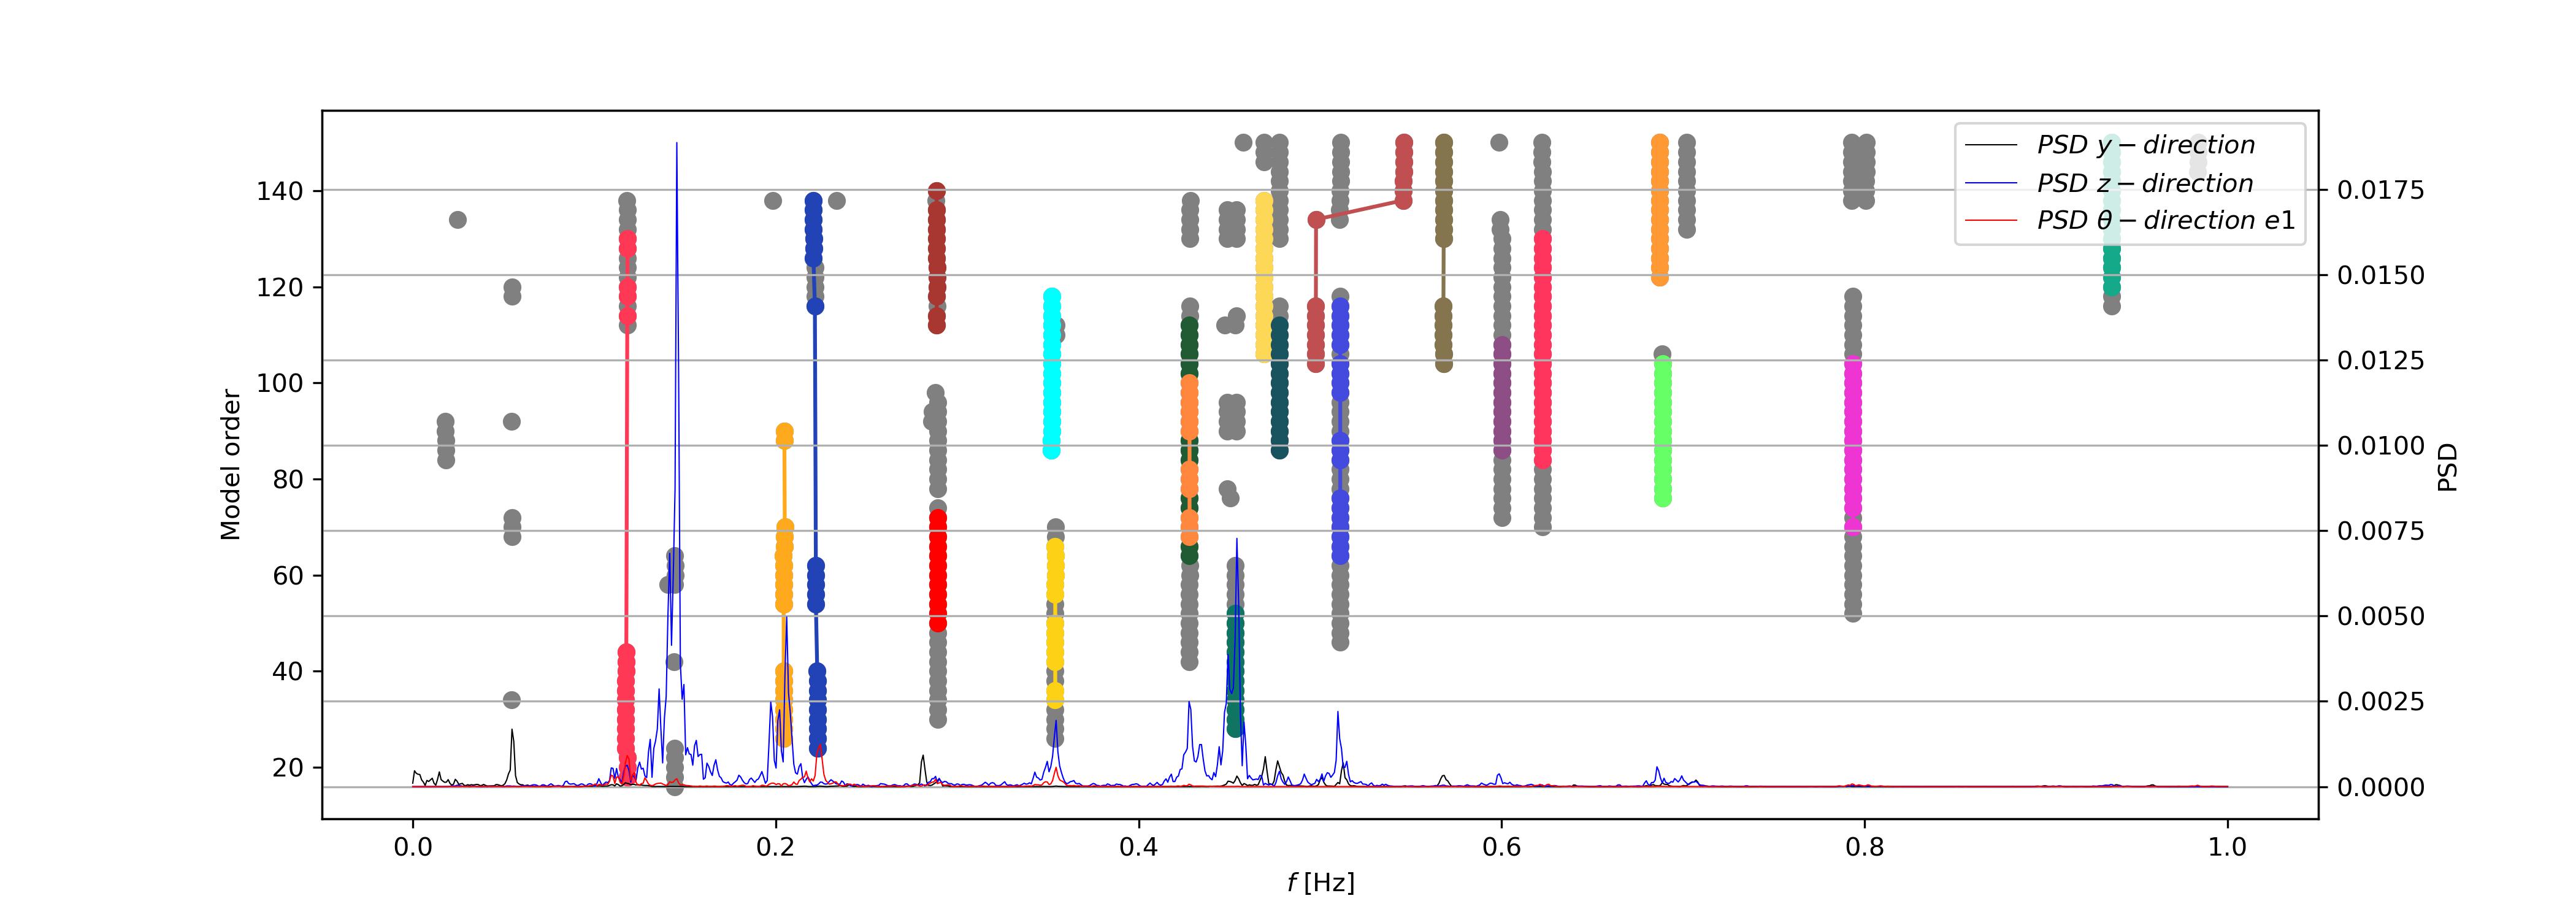 PSD y − direction
PSD z − direction
PSD θ − direction e1
140
120
100
80
60
40
20
Model order
0.0175
0.0150
0.0125
0.0100
0.0075
0.0050
0.0025
0.0000
PSD
0.0 0.2 0.4 0.6 0.8 1.0
f [Hz]